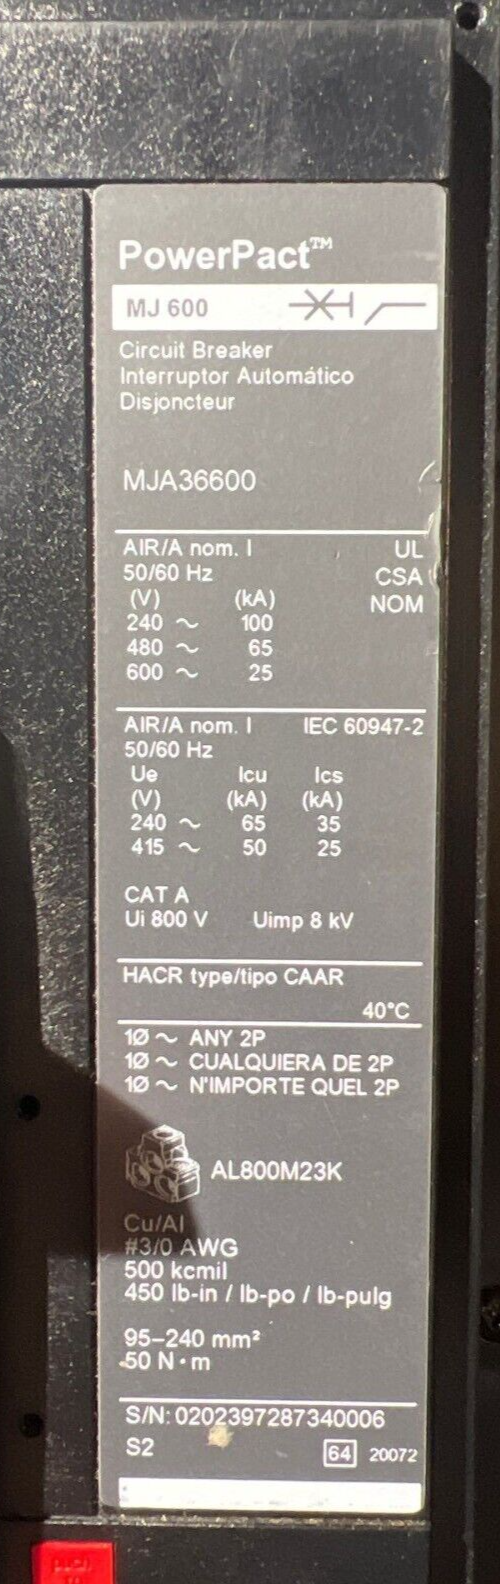 PowerPact™
MJ 600
Circuit Breaker
Interruptor Automático
Disjoncteur
MJA36600
AIR/A nom. I UL
50/60 Hz CSA
(V) (kA) NOM
240 ~ 100
480 ~ 65
600 ~ 25
AIR/A nom. I IEC 60947-2
50/60 Hz
Ue Icu Ics
(V) (kA) (kA)
240 ~ 65 35
415 ~ 50 25
CAT A
Ui 800 V Uimp 8 kV
HACR type/tipo CAAR
40°C
1Ø ~ ANY 2P
1Ø ~ CUALQUIERA DE 2P
1Ø ~ N'IMPORTE QUEL 2P
AL800M23K
Cu/Al
#3/0 AWG
500 kcmil
450 lb-in / lb-po / lb-pulg
95–240 mm²
50 N·m
S/N: 0202397287340006
S2 64 20072